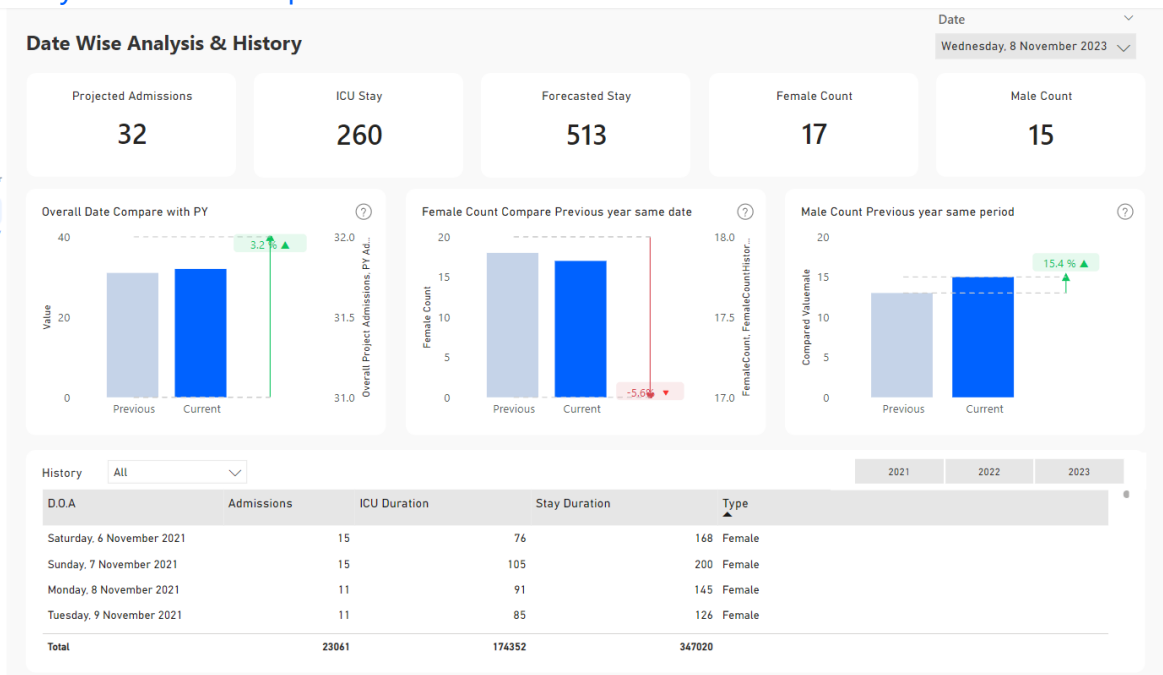 Date
Date Wise Analysis & History
Wednesday, 8 November 2023
Projected Admissions
32
ICU Stay
260
Forecasted Stay
513
Female Count
17
Male Count
15
Overall Date Compare with PY
?
40
20
0
Value
3.2 %
32.0
31.5
31.0
Overall Project Admissions, PY Ad...
Previous
Current
Female Count Compare Previous year same date
?
20
15
10
5
0
Female Count
-5.6%
18.0
17.5
17.0
FemaleCount, FemaleCountHistor...
Previous
Current
Male Count Previous year same period
?
20
15
10
5
0
Compared Valuemale
15.4 %
Previous
Current
History
All
2021 2022 2023
D.O.A Admissions ICU Duration Stay Duration Type
Saturday, 6 November 2021 15 76 168 Female
Sunday, 7 November 2021 15 105 200 Female
Monday, 8 November 2021 11 91 145 Female
Tuesday, 9 November 2021 11 85 126 Female
Total 23061 174352 347020